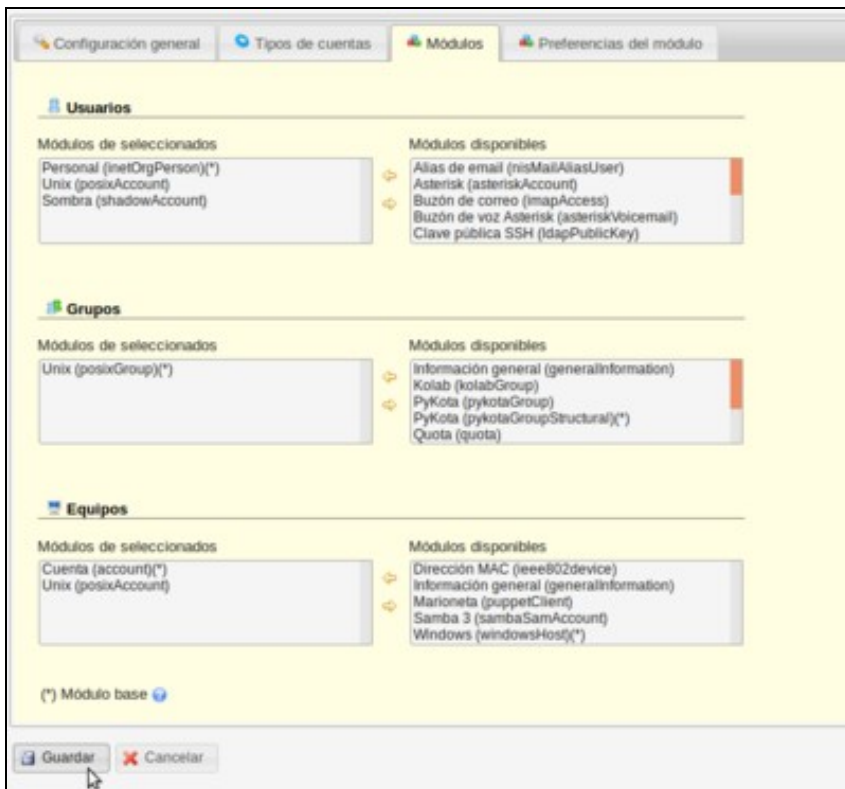 Configuración general Tipos de cuentas Módulos Preferencias del módulo
Usuarios
Módulos de seleccionados Módulos disponibles
Personal (inetOrgPerson)(*) Alias de email (nisMailAliasUser)
Unix (posixAccount) Asterisk (asteriskAccount)
Sombra (shadowAccount) Buzón de correo (imapAccess)
Buzón de voz Asterisk (asteriskVoicemail)
Clave pública SSH (ldapPublicKey)
Grupos
Módulos de seleccionados Módulos disponibles
Unix (posixGroup)(*) Información general (generalInformation)
Kolab (kolabGroup)
PyKota (pykotaGroup)
PyKota (pykotaGroupStructural)(*)
Quota (quota)
Equipos
Módulos de seleccionados Módulos disponibles
Cuenta (account)(*) Dirección MAC (ieee802device)
Unix (posixAccount) Información general (generalInformation)
Marioneta (puppetClient)
Samba 3 (sambaSamAccount)
Windows (windowsHost)(*)
(*) Módulo base
Guardar Cancelar